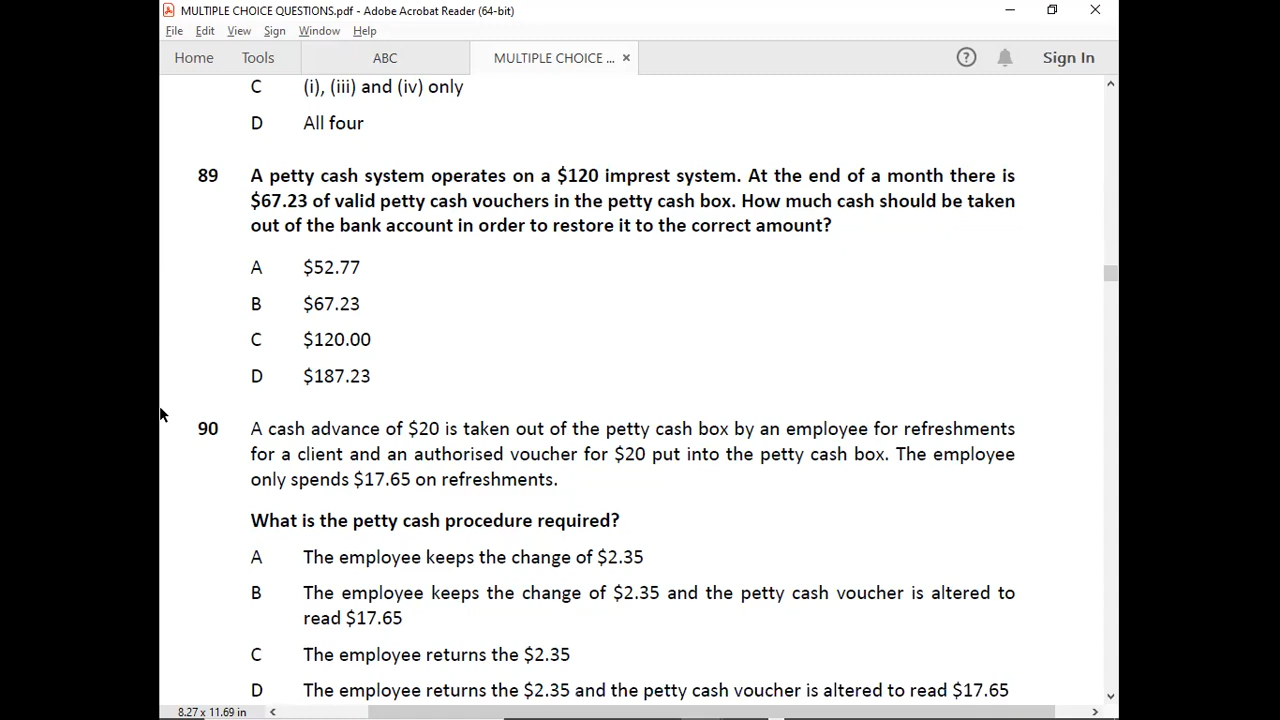 MULTIPLE CHOICE QUESTIONS.pdf - Adobe Acrobat Reader (64-bit)
File Edit View Sign Window Help
Home Tools ABC MULTIPLE CHOICE ... × Sign In
C (i), (iii) and (iv) only
D All four
89 A petty cash system operates on a $120 imprest system. At the end of a month there is
$67.23 of valid petty cash vouchers in the petty cash box. How much cash should be taken
out of the bank account in order to restore it to the correct amount?
A $52.77
B $67.23
C $120.00
D $187.23
90 A cash advance of $20 is taken out of the petty cash box by an employee for refreshments
for a client and an authorised voucher for $20 put into the petty cash box. The employee
only spends $17.65 on refreshments.
What is the petty cash procedure required?
A The employee keeps the change of $2.35
B The employee keeps the change of $2.35 and the petty cash voucher is altered to
read $17.65
C The employee returns the $2.35
D The employee returns the $2.35 and the petty cash voucher is altered to read $17.65
8.27 x 11.69 in